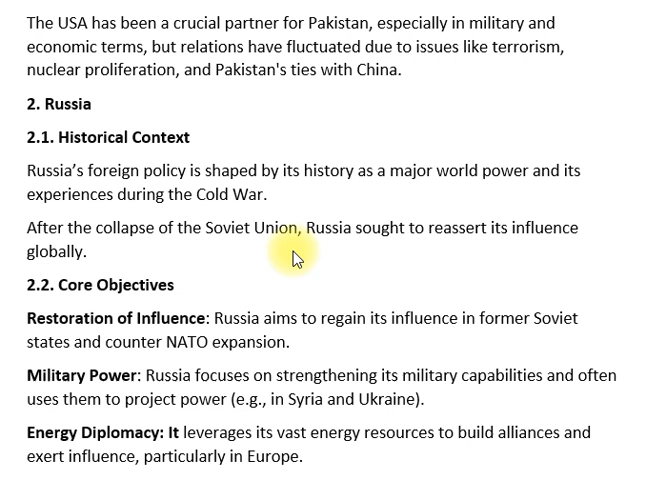 The USA has been a crucial partner for Pakistan, especially in military and
economic terms, but relations have fluctuated due to issues like terrorism,
nuclear proliferation, and Pakistan's ties with China.
2. Russia
2.1. Historical Context
Russia’s foreign policy is shaped by its history as a major world power and its
experiences during the Cold War.
After the collapse of the Soviet Union, Russia sought to reassert its influence
globally.
2.2. Core Objectives
Restoration of Influence: Russia aims to regain its influence in former Soviet
states and counter NATO expansion.
Military Power: Russia focuses on strengthening its military capabilities and often
uses them to project power (e.g., in Syria and Ukraine).
Energy Diplomacy: It leverages its vast energy resources to build alliances and
exert influence, particularly in Europe.